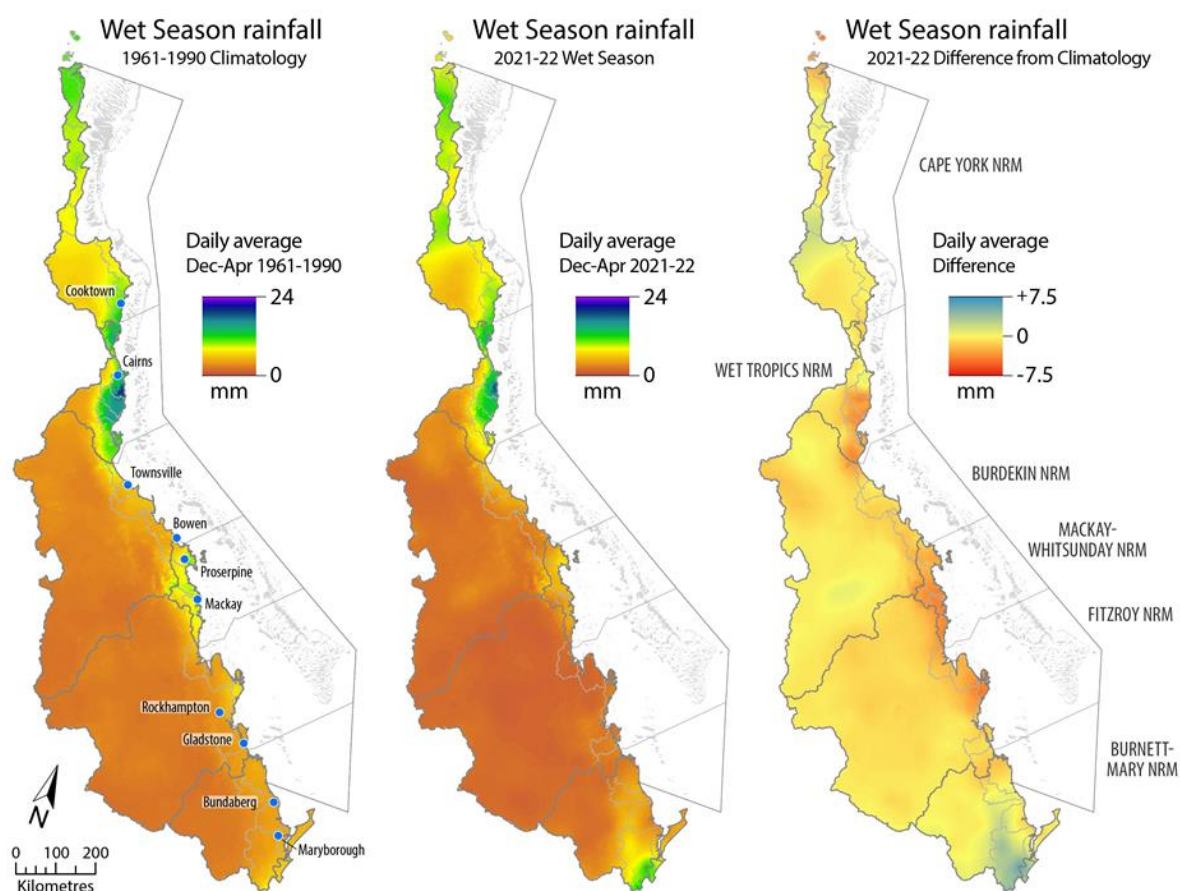 Wet Season rainfall
1961-1990 Climatology
Daily average
Dec-Apr 1961-1990
24
0
mm
Cooktown
Cairns
Townsville
Bowen
Proserpine
Mackay
Rockhampton
Gladstone
Bundaberg
Maryborough
N
0 100 200
Kilometres
Wet Season rainfall
2021-22 Wet Season
Daily average
Dec-Apr 2021-22
24
0
mm
Wet Season rainfall
2021-22 Difference from Climatology
CAPE YORK NRM
Daily average
Difference
+7.5
0
-7.5
mm
WET TROPICS NRM
BURDEKIN NRM
MACKAY-
WHITSUNDAY NRM
FITZROY NRM
BURNETT-
MARY NRM